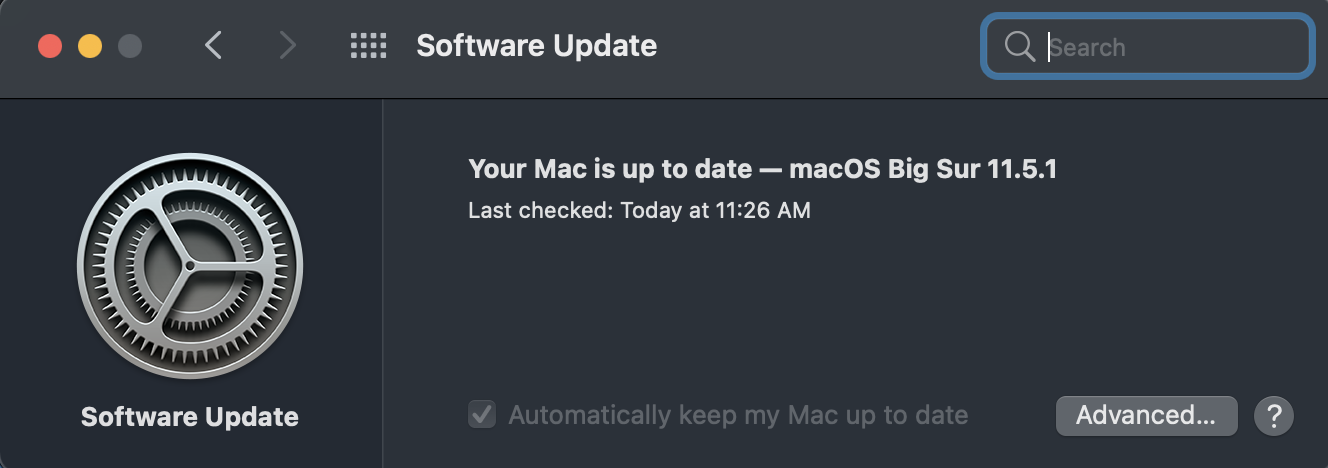 Software Update
Search
Your Mac is up to date — macOS Big Sur 11.5.1
Last checked: Today at 11:26 AM
Software Update
Automatically keep my Mac up to date
Advanced...
?